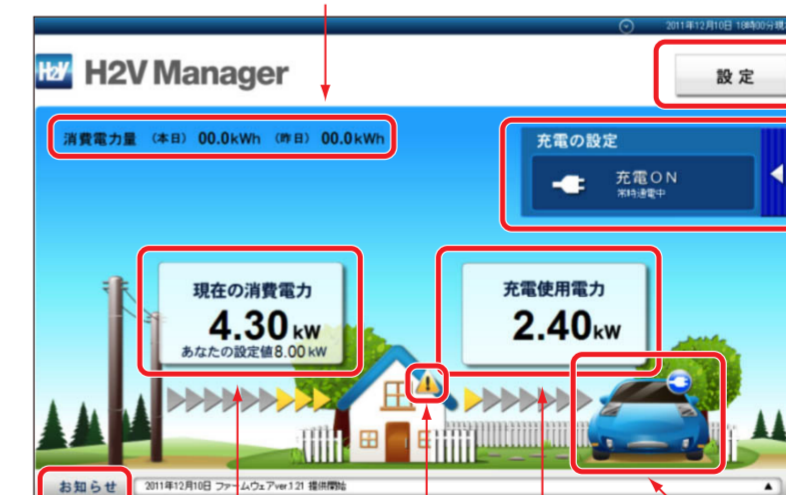 2011年12月10日 18時00分現
H2V H2V Manager
設定
消費電力量 (本日) 00.0kWh (昨日) 00.0kWh
充電の設定
充電ON
常時通電中
現在の消費電力
4.30kW
あなたの設定値8.00kW
充電使用電力
2.40kW
お知らせ 2011年12月10日 ファームウェアver.1.21 提供開始